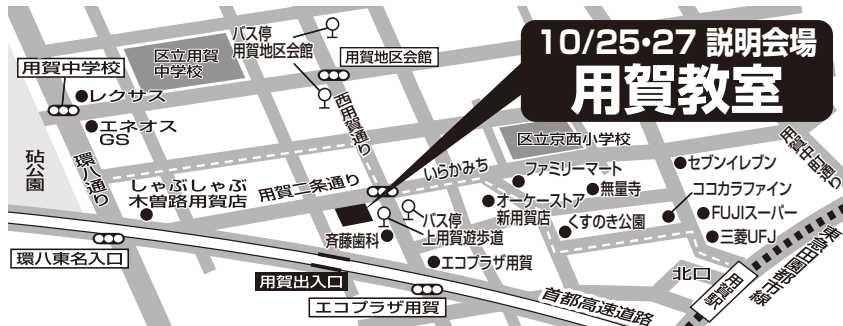 10/25・27 説明会場
用賀教室
バス停
用賀地区会館
用賀地区会館
区立用賀
中学校
用賀中学校
レクサス
エネオス
GS
砧公園
環八通り
西用賀通り
しゃぶしゃぶ
木曽路用賀店
用賀二条通り
いらかみち
区立京西小学校
用賀中町通り
ファミリーマート
無量寺
セブンイレブン
ココカラファイン
FUJIスーパー
三菱UFJ
オーケーストア
新用賀店
くすのき公園
バス停
上用賀遊歩道
斉藤歯科
エコプラザ用賀
環八東名入口
用賀出入口
エコプラザ用賀
首都高速道路
北口
用賀駅
東急田園都市線